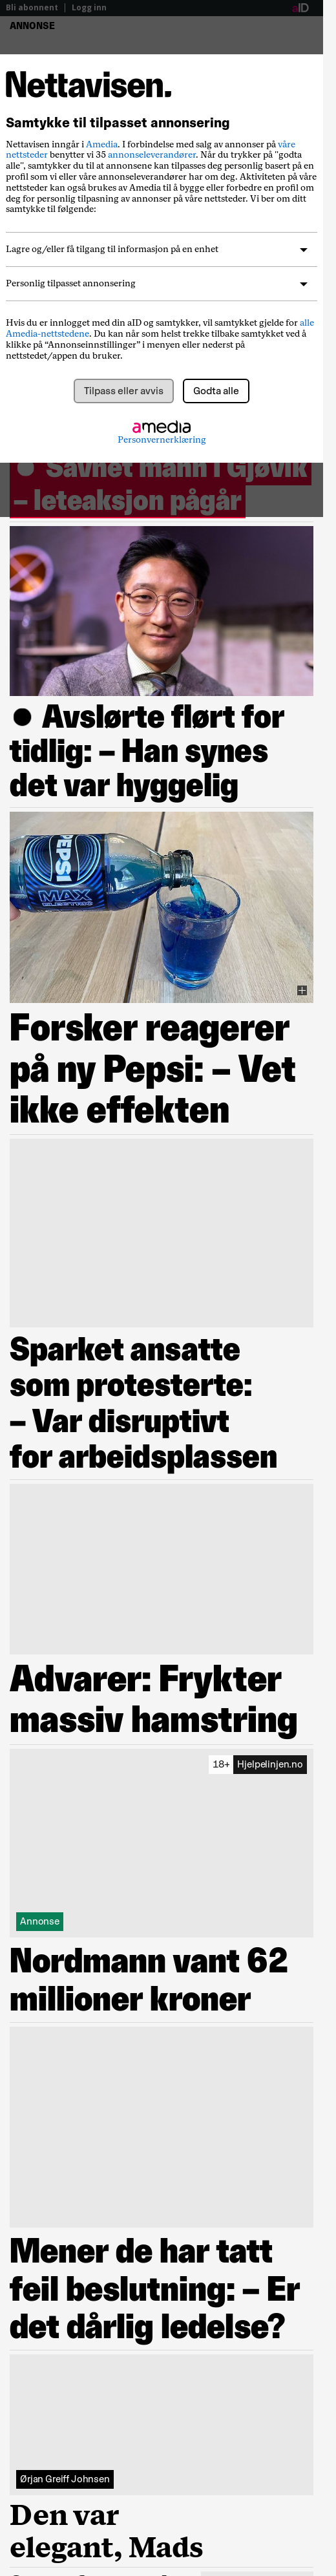 Bli abonnent | Logg inn
aID
ANNONSE
Nettavisen.
Samtykke til tilpasset annonsering
Nettavisen inngår i Amedia. I forbindelse med salg av annonser på våre
nettsteder benytter vi 35 annonseleverandører. Når du trykker på "godta
alle", samtykker du til at annonsene kan tilpasses deg personlig basert på en
profil som vi eller våre annonseleverandører har om deg. Aktiviteten på våre
nettsteder kan også brukes av Amedia til å bygge eller forbedre en profil om
deg for personlig tilpasning av annonser på våre nettsteder. Vi ber om ditt
samtykke til følgende:
Lagre og/eller få tilgang til informasjon på en enhet
Personlig tilpasset annonsering
Hvis du er innlogget med din aID og samtykker, vil samtykket gjelde for alle
Amedia-nettstedene. Du kan når som helst trekke tilbake samtykket ved å
klikke på “Annonseinnstillinger” i menyen eller nederst på
nettstedet/appen du bruker.
Tilpass eller avvis
Godta alle
amedia
Personvernerklæring
Savnet mann i Gjøvik
– leteaksjon pågår
Avslørte flørt for
tidlig: – Han synes
det var hyggelig
PEPSI
MAX
ELECTRIC
Forsker reagerer
på ny Pepsi: – Vet
ikke effekten
Sparket ansatte
som protesterte:
– Var disruptivt
for arbeidsplassen
Advarer: Frykter
massiv hamstring
18+ Hjelpelinjen.no
Annonse
Nordmann vant 62
millioner kroner
Mener de har tatt
feil beslutning: – Er
det dårlig ledelse?
Ørjan Greiff Johnsen
Den var
elegant, Mads